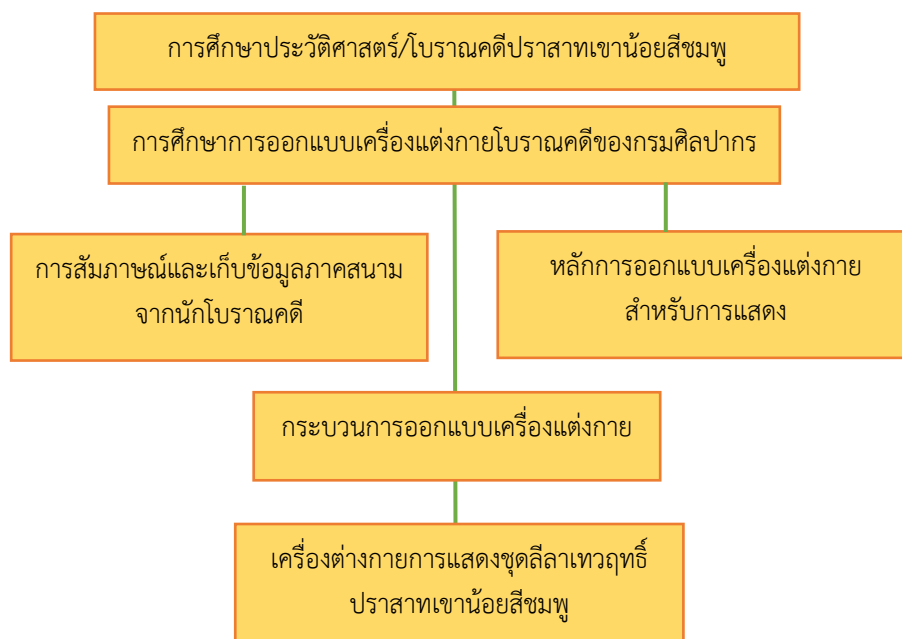 การศึกษาประวัติศาสตร์/โบราณคดีปราสาทเขาน้อยสีชมพู
การศึกษาการออกแบบเครื่องแต่งกายโบราณคดีของกรมศิลปากร
การสัมภาษณ์และเก็บข้อมูลภาคสนาม
จากนักโบราณคดี
หลักการออกแบบเครื่องแต่งกาย
สำหรับการแสดง
กระบวนการออกแบบเครื่องแต่งกาย
เครื่องต่างกายการแสดงชุดลีลาเทวฤทธิ์
ปราสาทเขาน้อยสีชมพู